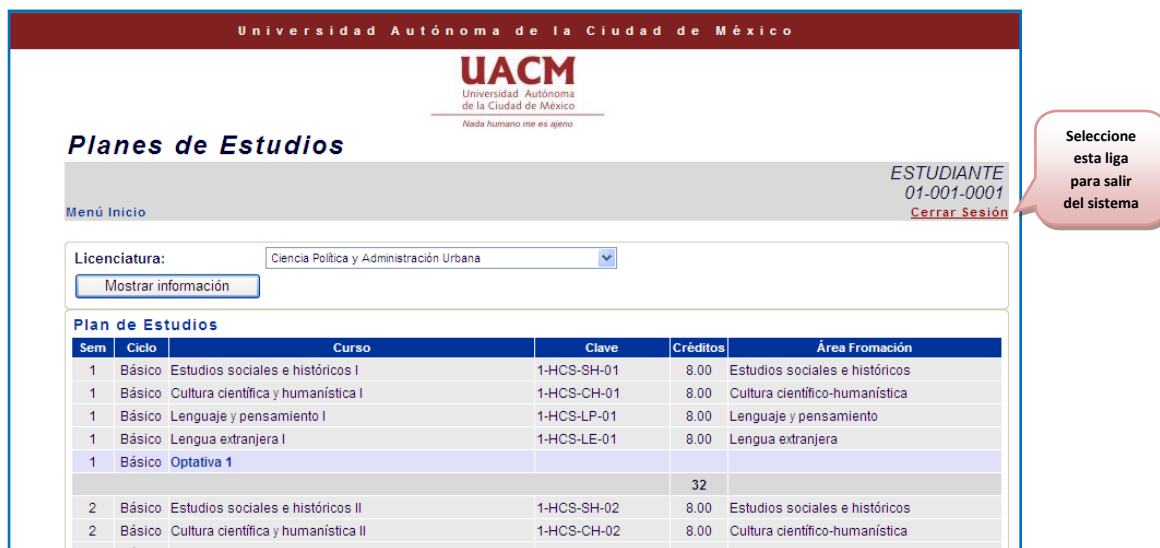 Universidad Autónoma de la Ciudad de México
UACM
Universidad Autónoma
de la Ciudad de México
Nada humano me es ajeno
Planes de Estudios
ESTUDIANTE
01-001-0001
Menú Inicio Cerrar Sesión
Seleccione
esta liga
para salir
del sistema
Licenciatura: Ciencia Política y Administración Urbana
Mostrar información
Plan de Estudios
Sem Ciclo Curso Clave Créditos Área Fromación
1 Básico Estudios sociales e históricos I 1-HCS-SH-01 8.00 Estudios sociales e históricos
1 Básico Cultura científica y humanística I 1-HCS-CH-01 8.00 Cultura científico-humanística
1 Básico Lenguaje y pensamiento I 1-HCS-LP-01 8.00 Lenguaje y pensamiento
1 Básico Lengua extranjera I 1-HCS-LE-01 8.00 Lengua extranjera
1 Básico Optativa 1
32
2 Básico Estudios sociales e históricos II 1-HCS-SH-02 8.00 Estudios sociales e históricos
2 Básico Cultura científica y humanística II 1-HCS-CH-02 8.00 Cultura científico-humanística